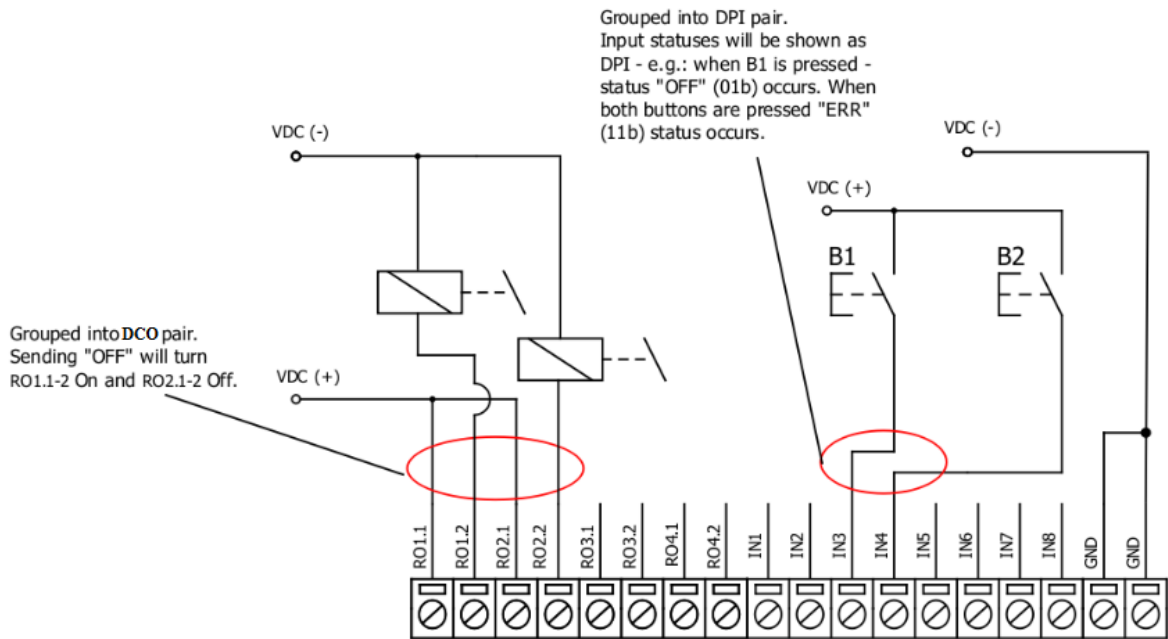 Grouped into DPI pair.
Input statuses will be shown as
DPI - e.g.: when B1 is pressed -
status "OFF" (01b) occurs. When
both buttons are pressed "ERR"
(11b) status occurs.
VDC (-)
VDC (-)
VDC (+)
B1
B2
Grouped into DCO pair.
Sending "OFF" will turn
RO1.1-2 On and RO2.1-2 Off.
VDC (+)
RO1.1
RO1.2
RO2.1
RO2.2
RO3.1
RO3.2
RO4.1
RO4.2
IN1
IN2
IN3
IN4
IN5
IN6
IN7
IN8
GND
GND